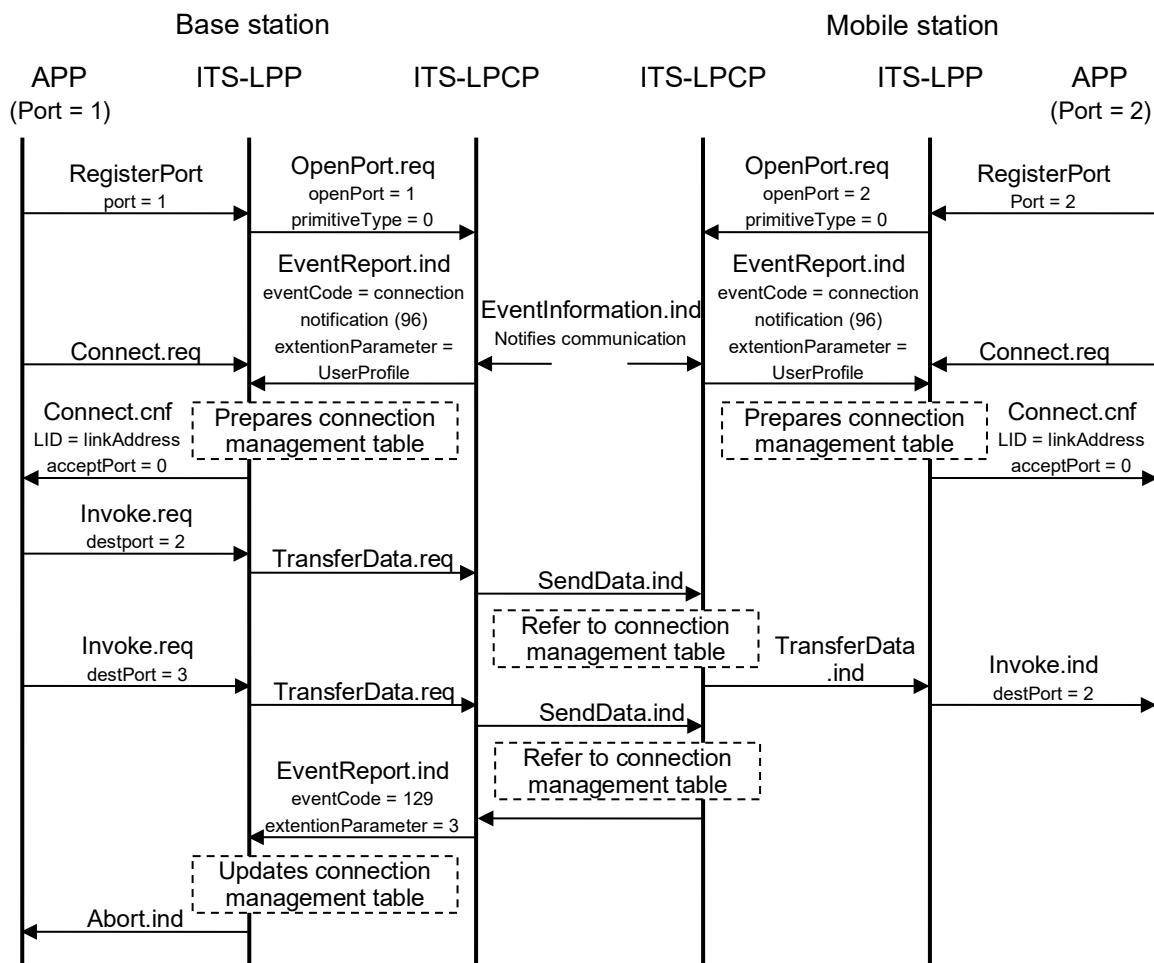 Base station
Mobile station
APP
(Port = 1)
ITS-LPP
ITS-LPCP
ITS-LPCP
ITS-LPP
APP
(Port = 2)
RegisterPort
port = 1
OpenPort.req
openPort = 1
primitiveType = 0
OpenPort.req
openPort = 2
primitiveType = 0
RegisterPort
Port = 2
EventReport.ind
eventCode = connection
notification (96)
extentionParameter =
UserProfile
EventInformation.ind
Notifies communication
EventReport.ind
eventCode = connection
notification (96)
extentionParameter =
UserProfile
Connect.req
Connect.req
Connect.cnf
LID = linkAddress
acceptPort = 0
Prepares connection
management table
Prepares connection
management table
Connect.cnf
LID = linkAddress
acceptPort = 0
Invoke.req
destport = 2
TransferData.req
SendData.ind
Refer to connection
management table
Invoke.req
destPort = 3
TransferData
.ind
Invoke.ind
destPort = 2
TransferData.req
SendData.ind
Refer to connection
management table
EventReport.ind
eventCode = 129
extentionParameter = 3
Updates connection
management table
Abort.ind